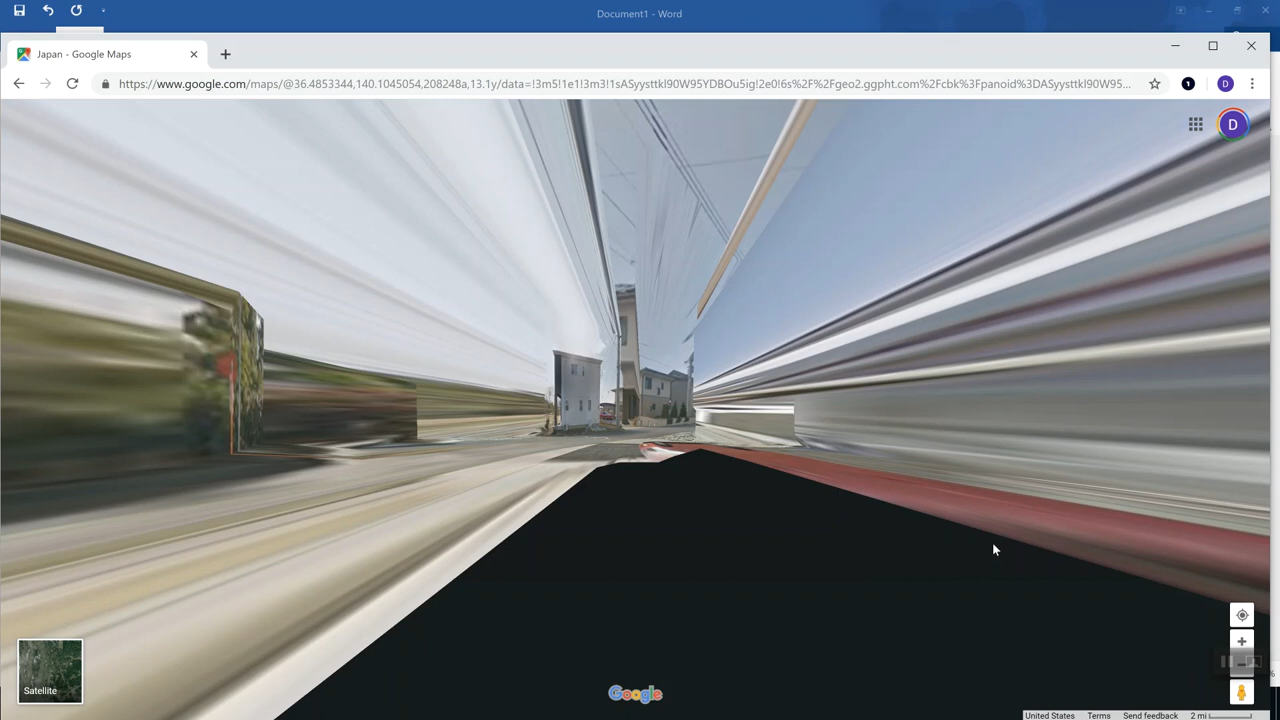 Document1 - Word
Japan - Google Maps
https://www.google.com/maps/@36.4853344,140.1045054,208248a,13.1y/data=!3m5!1e1!3m3!1sASyysttkl90W95YDBOu5ig!2e0!6s%2F%2Fgeo2.ggpht.com%2Fcbk%3Fpanoid%3DASyysttkl90W95...
1
D
D
Satellite
Google
United States Terms Send feedback 2 mi